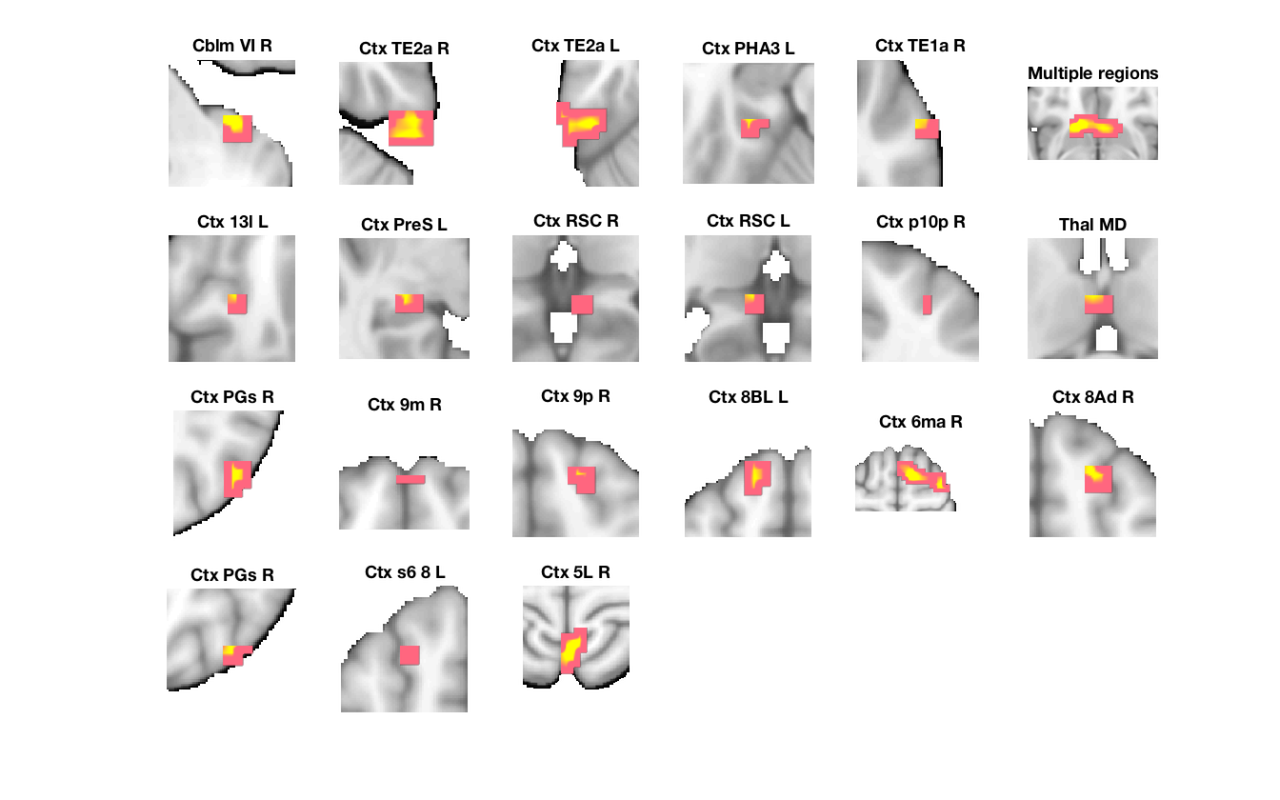 Cblm VI R
Ctx TE2a R
Ctx TE2a L
Ctx PHA3 L
Ctx TE1a R
Multiple regions
Ctx 13l L
Ctx PreS L
Ctx RSC R
Ctx RSC L
Ctx p10p R
Thal MD
Ctx PGs R
Ctx 9m R
Ctx 9p R
Ctx 8BL L
Ctx 6ma R
Ctx 8Ad R
Ctx PGs R
Ctx s6 8 L
Ctx 5L R